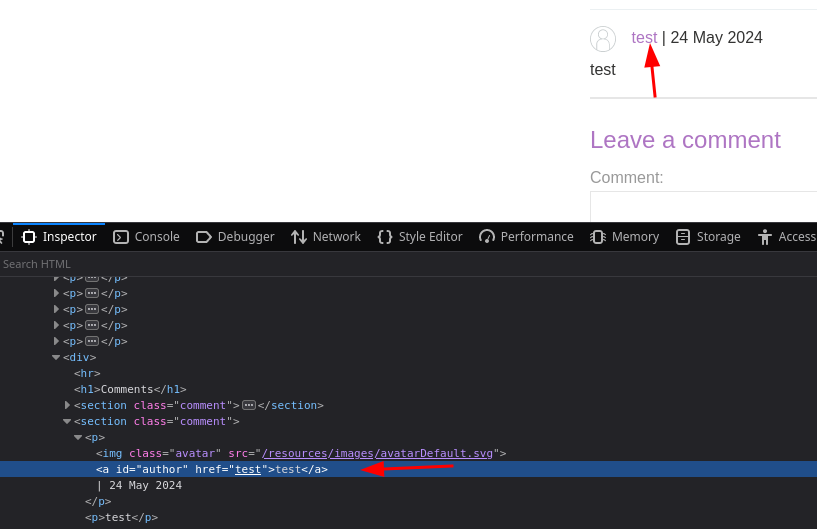 test | 24 May 2024
test
Leave a comment
Comment:
Inspector Console Debugger Network Style Editor Performance Memory Storage Access
Search HTML
<p>···</p>
<p>···</p>
<p>···</p>
<p>···</p>
<p>···</p>
<div>
<hr>
<h1>Comments</h1>
<section class="comment">···</section>
<section class="comment">
<p>
<img class="avatar" src="/resources/images/avatarDefault.svg">
<a id="author" href="test">test</a>
| 24 May 2024
</p>
<p>test</p>